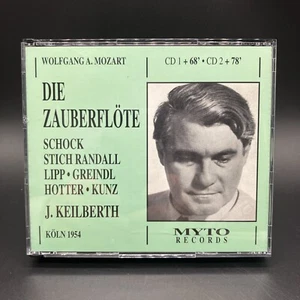 WOLFGANG A. MOZART
CD 1 + 68' • CD 2 + 78'
DIE
ZAUBERFLÖTE
SCHOCK
STICH RANDALL
LIPP • GREINDL
HOTTER • KUNZ
J. KEILBERTH
KÖLN 1954
MYTO
RECORDS